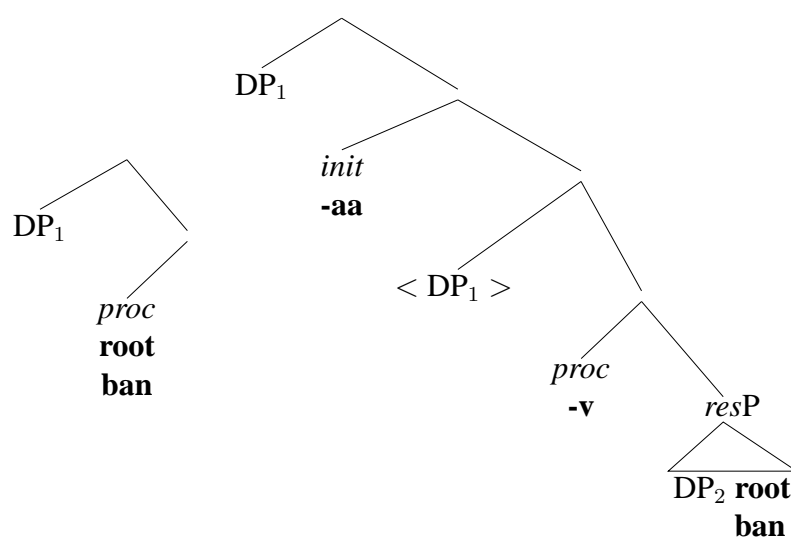 DP₁
proc
root
ban
DP₁
init
-aa
< DP₁ >
proc
-v
resP
DP₂ root
ban